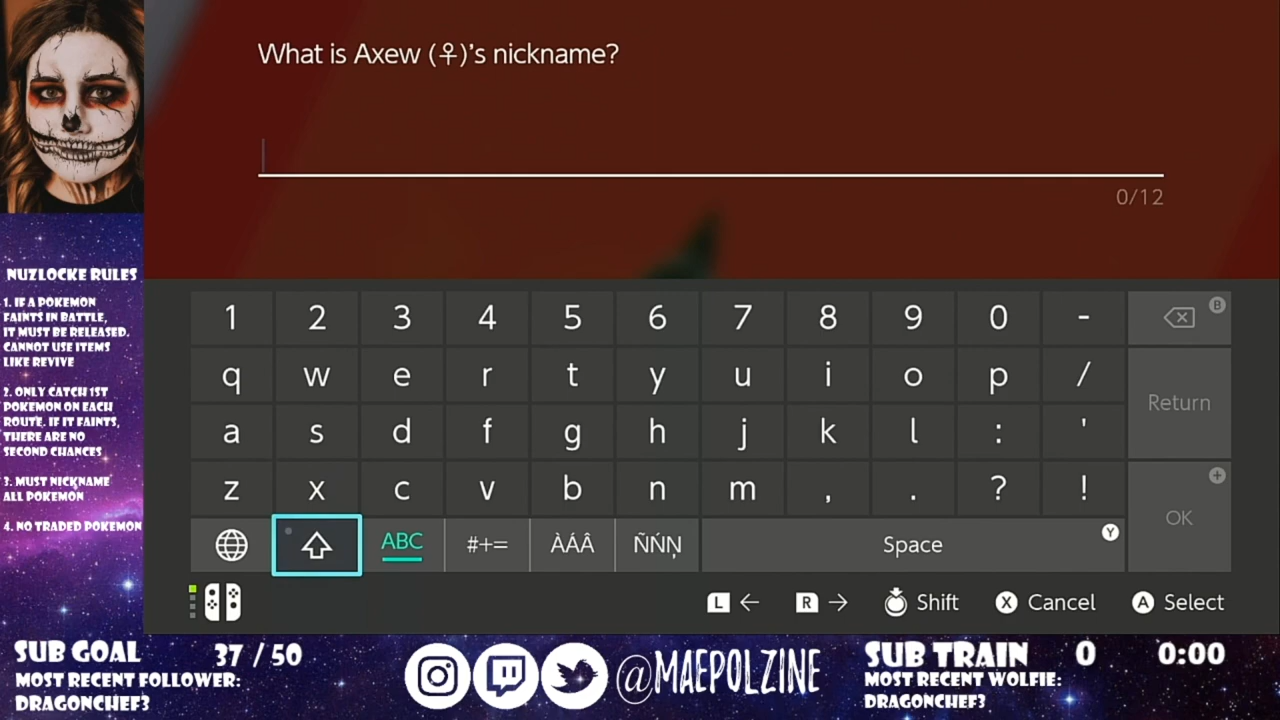 What is Axew (♀)'s nickname?
0/12
NUZLOCKE RULES
1. IF A POKEMON
FAINTS IN BATTLE,
IT MUST BE RELEASED.
CANNOT USE ITEMS
LIKE REVIVE
2. ONLY CATCH 1ST
POKEMON ON EACH
ROUTE. IF IT FAINTS,
THERE ARE NO
SECOND CHANCES
3. MUST NICKNAME
ALL POKEMON
4. NO TRADED POKEMON
1 2 3 4 5 6 7 8 9 0 - B
q w e r t y u i o p / Return
a s d f g h j k l : '
z x c v b n m , . ? ! + OK
ABC #+= ÀÁÂ ÑŃŅ Space Y
L ← R → Shift X Cancel A Select
SUB GOAL 37 / 50
MOST RECENT FOLLOWER:
DRAGONCHEF3
@MAEPOLZINE
SUB TRAIN 0 0:00
MOST RECENT WOLFIE:
DRAGONCHEF3